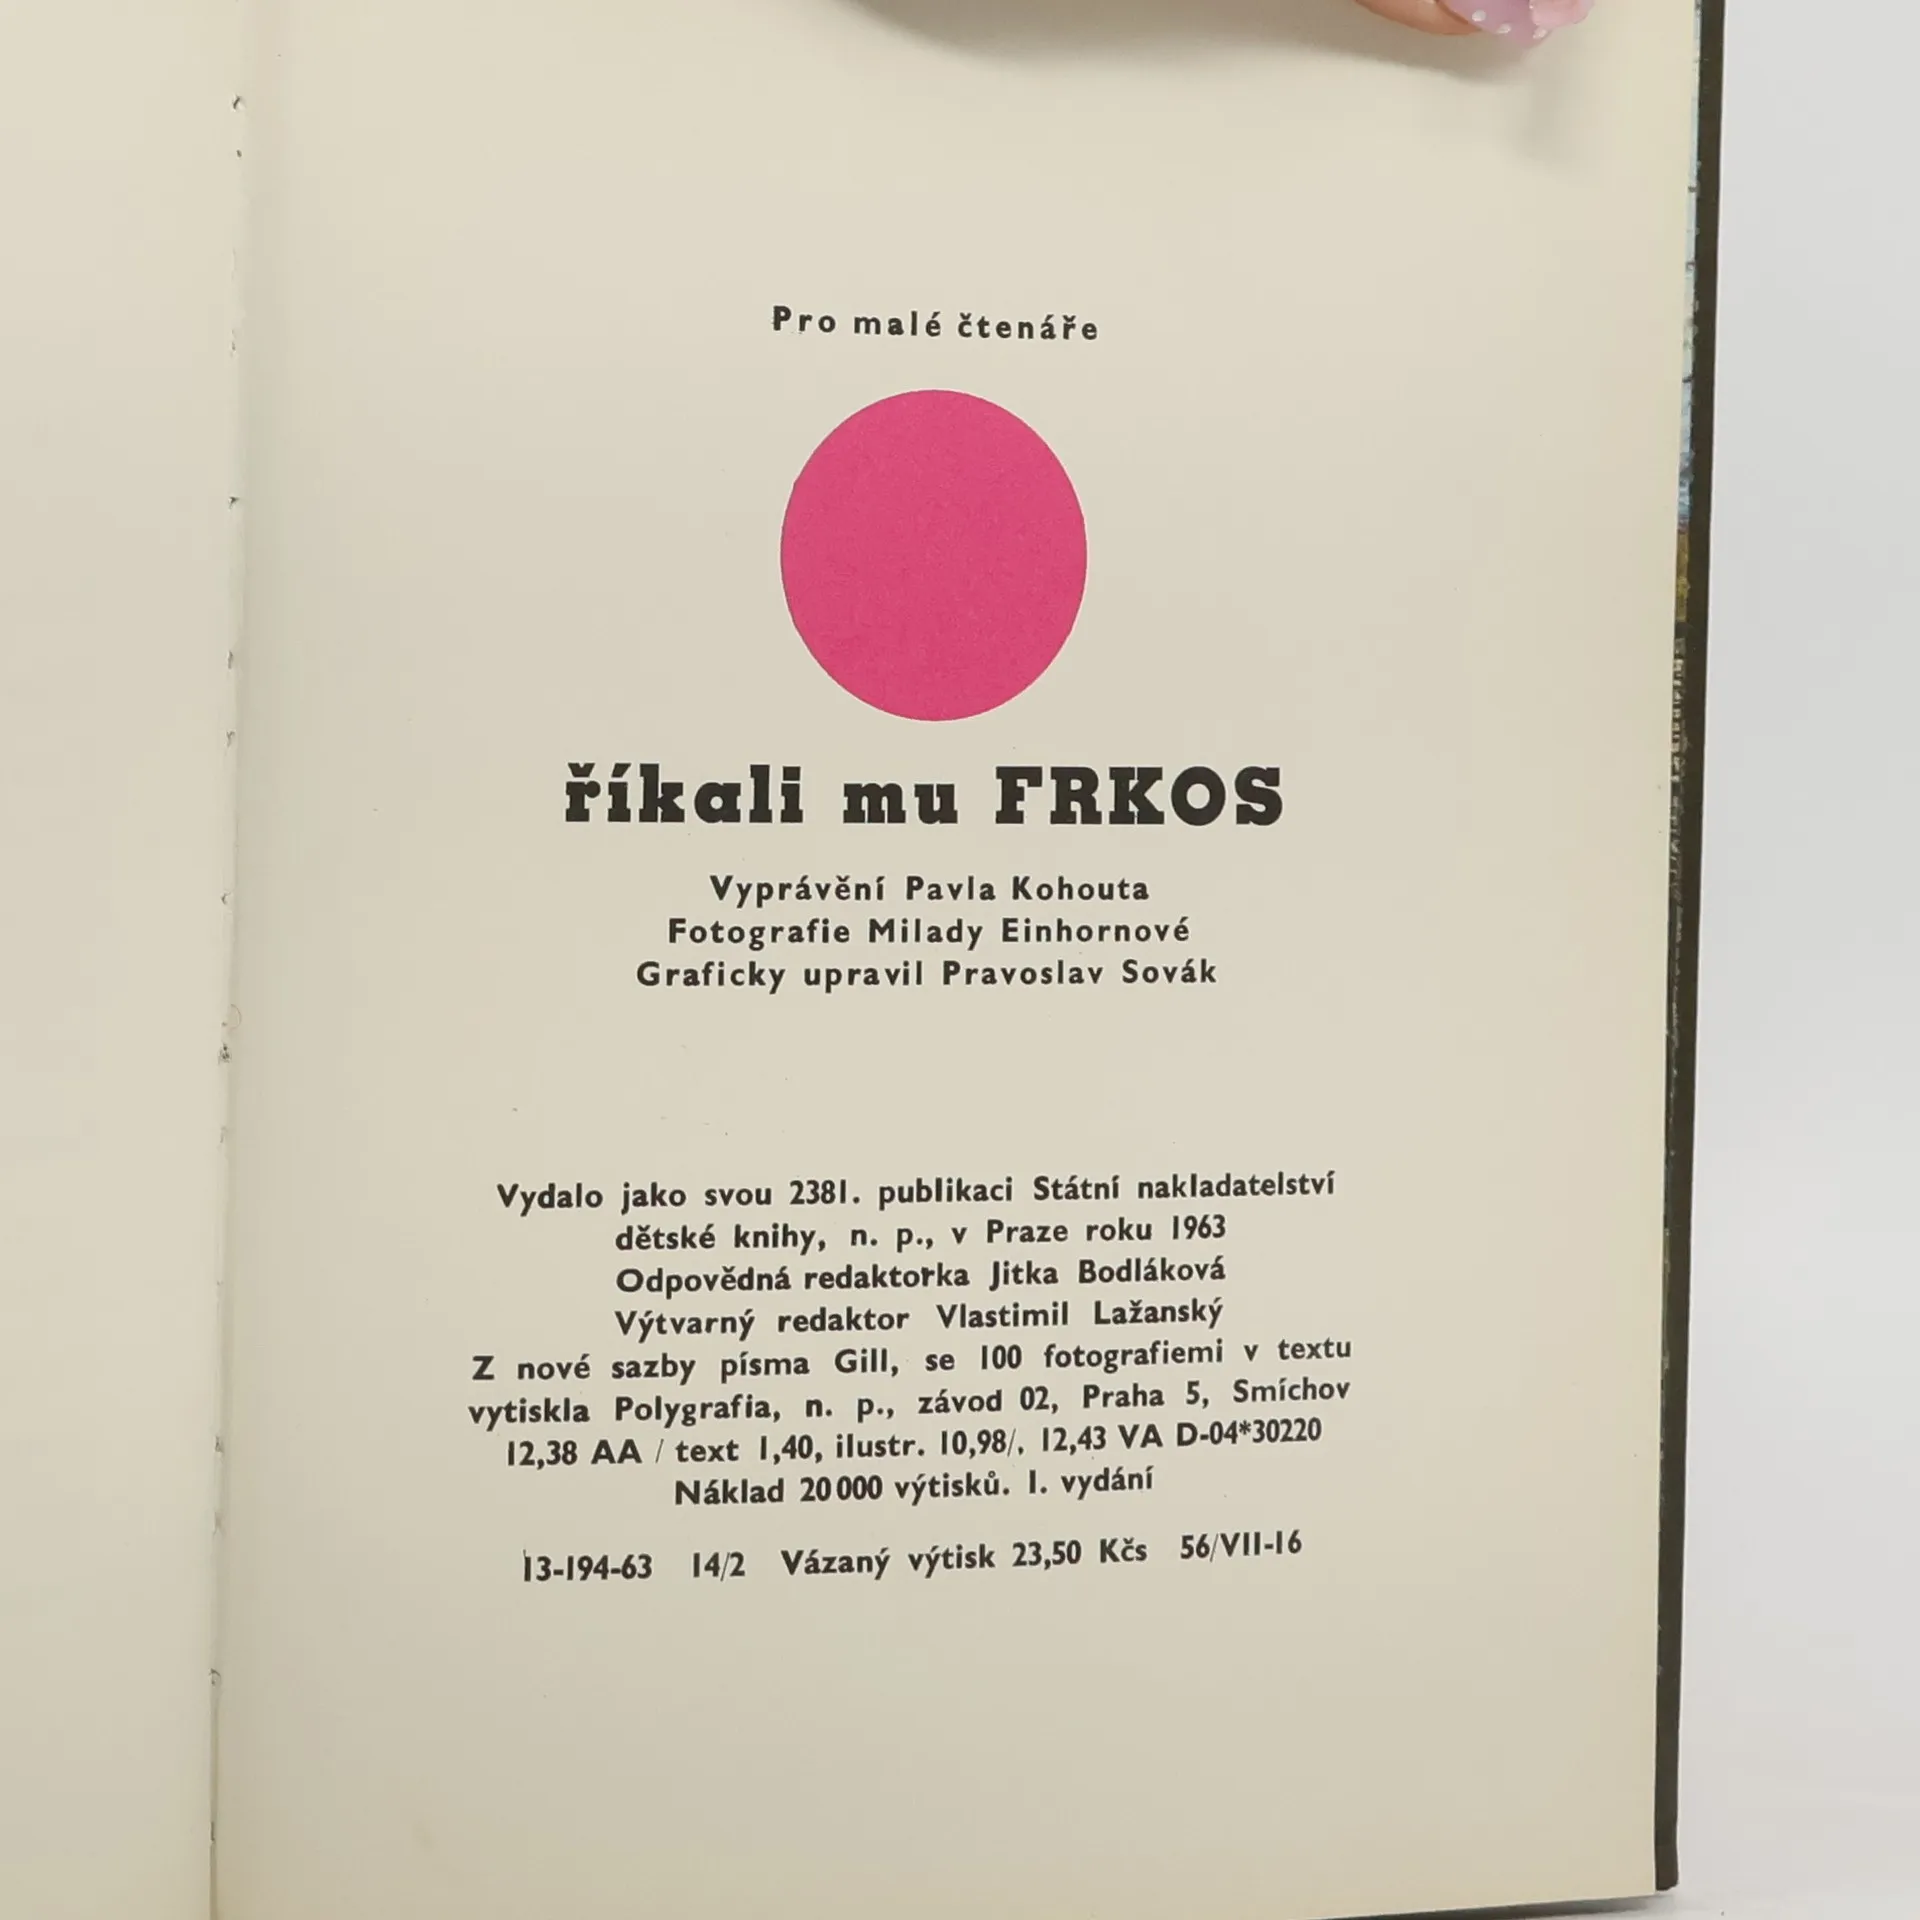 Pro malé čtenáře
říkali mu FRKOS
Vyprávění Pavla Kohouta
Fotografie Milady Einhornové
Graficky upravil Pravoslav Sovák
Vydalo jako svou 2381. publikaci Státní nakladatelství
dětské knihy, n. p., v Praze roku 1963
Odpovědná redaktorka Jitka Bodláková
Výtvarný redaktor Vlastimil Lažanský
Z nové sazby písma Gill, se 100 fotografiemi v textu
vytiskla Polygrafia, n. p., závod 02, Praha 5, Smíchov
12,38 AA / text 1,40, ilustr. 10,98/, 12,43 VA D-04*30220
Náklad 20 000 výtisků. I. vydání
13-194-63 14/2 Vázaný výtisk 23,50 Kčs 56/VII-16